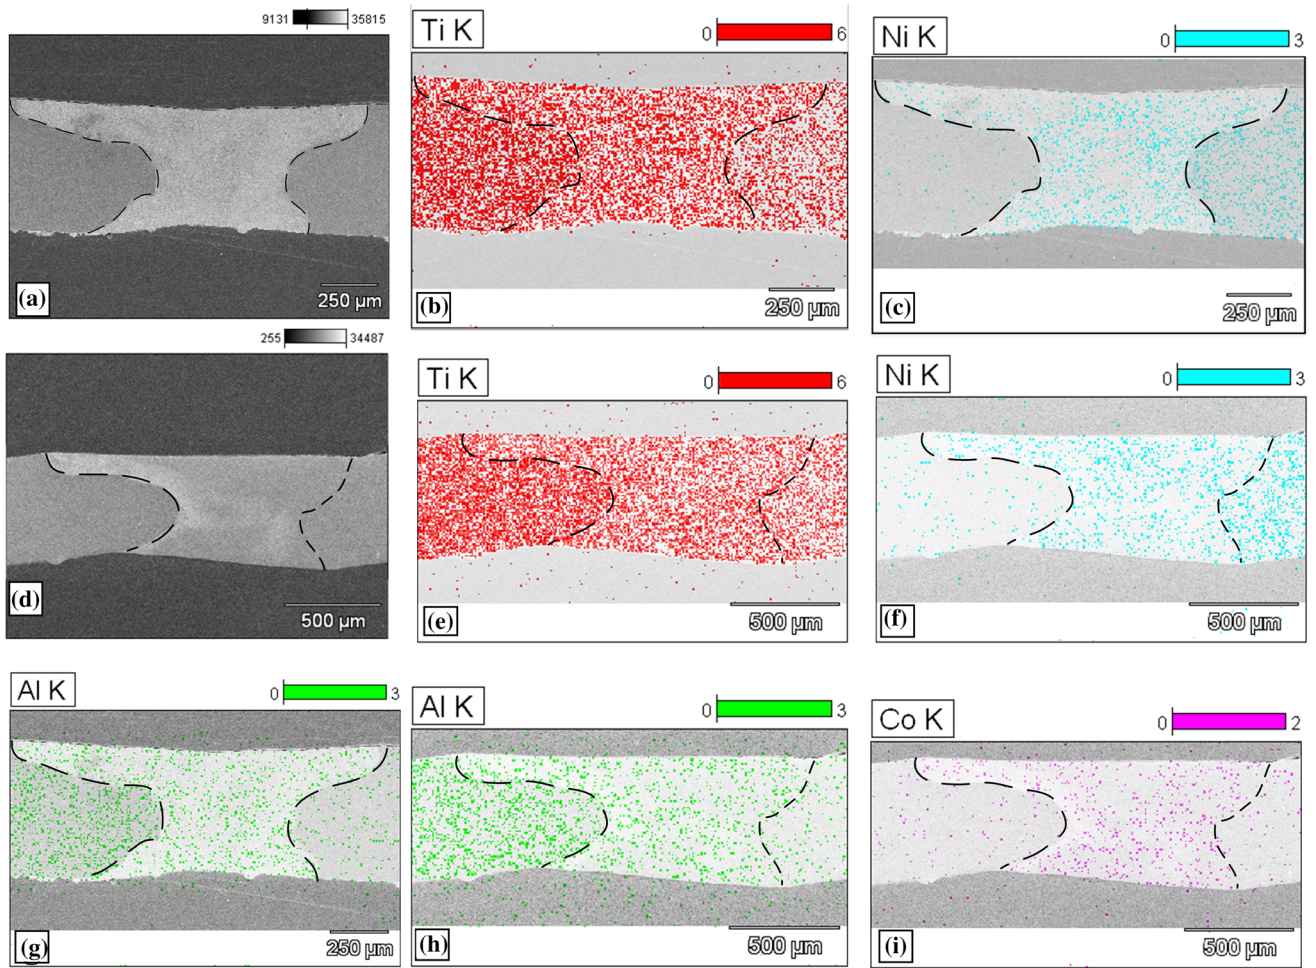 9131 35815
(a)
250 µm
Ti K
0 6
(b)
250 µm
Ni K
0 3
(c)
250 µm
255 34487
(d)
500 µm
Ti K
0 6
(e)
500 µm
Ni K
0 3
(f)
500 µm
Al K
0 3
(g)
250 µm
Al K
0 3
(h)
500 µm
Co K
0 2
(i)
500 µm